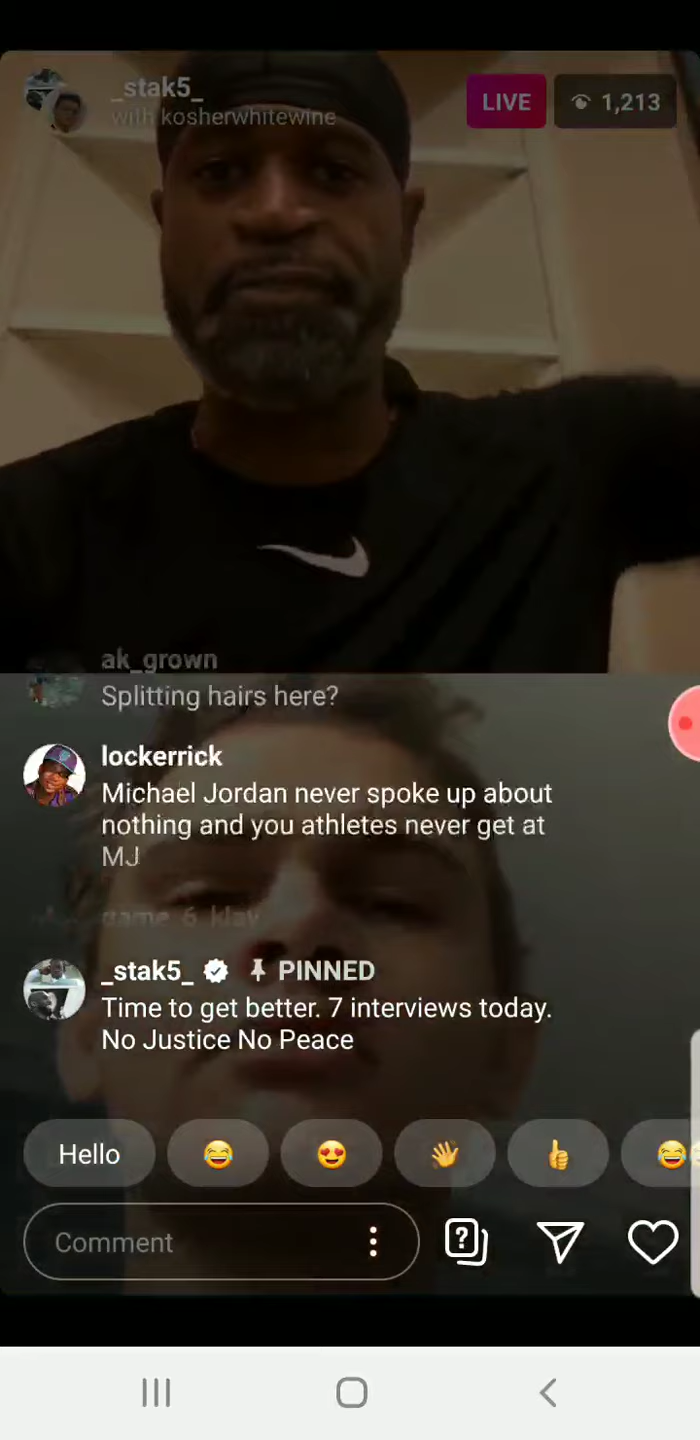 _stak5_
with kosherwhitewine
LIVE
1,213
ak_grown
Splitting hairs here?
lockerrick
Michael Jordan never spoke up about
nothing and you athletes never get at
MJ
game_6_klay
_stak5_ PINNED
Time to get better. 7 interviews today.
No Justice No Peace
Hello
Comment